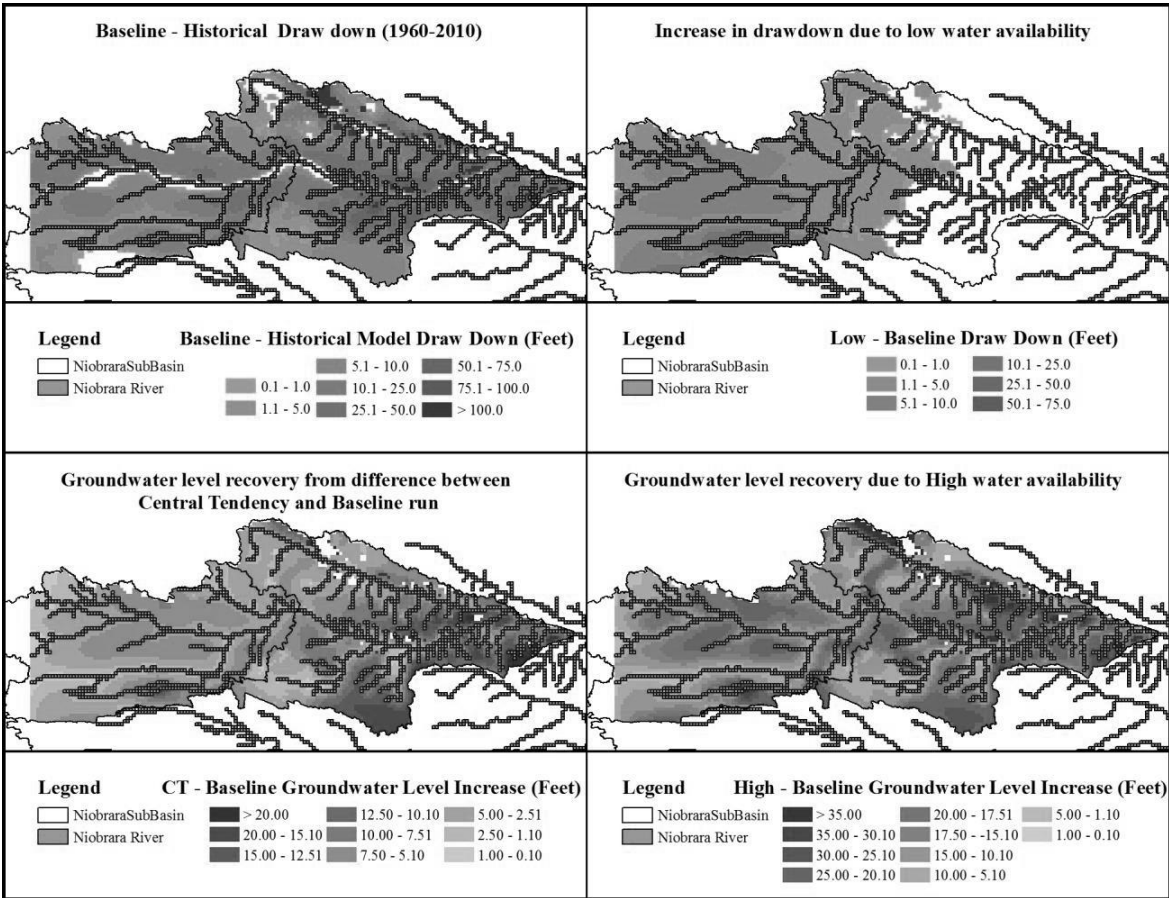 Baseline - Historical Draw down (1960-2010)
Increase in drawdown due to low water availability
Legend
Baseline - Historical Model Draw Down (Feet)
NiobraraSubBasin
Niobrara River
0.1 - 1.0
1.1 - 5.0
5.1 - 10.0
10.1 - 25.0
25.1 - 50.0
50.1 - 75.0
75.1 - 100.0
> 100.0
Legend
Low - Baseline Draw Down (Feet)
NiobraraSubBasin
Niobrara River
0.1 - 1.0
1.1 - 5.0
5.1 - 10.0
10.1 - 25.0
25.1 - 50.0
50.1 - 75.0
Groundwater level recovery from difference between
Central Tendency and Baseline run
Groundwater level recovery due to High water availability
Legend
CT - Baseline Groundwater Level Increase (Feet)
NiobraraSubBasin
Niobrara River
> 20.00
20.00 - 15.10
15.00 - 12.51
12.50 - 10.10
10.00 - 7.51
7.50 - 5.10
5.00 - 2.51
2.50 - 1.10
1.00 - 0.10
Legend
High - Baseline Groundwater Level Increase (Feet)
NiobraraSubBasin
Niobrara River
> 35.00
35.00 - 30.10
30.00 - 25.10
25.00 - 20.10
20.00 - 17.51
17.50 - -15.10
15.00 - 10.10
10.00 - 5.10
5.00 - 1.10
1.00 - 0.10